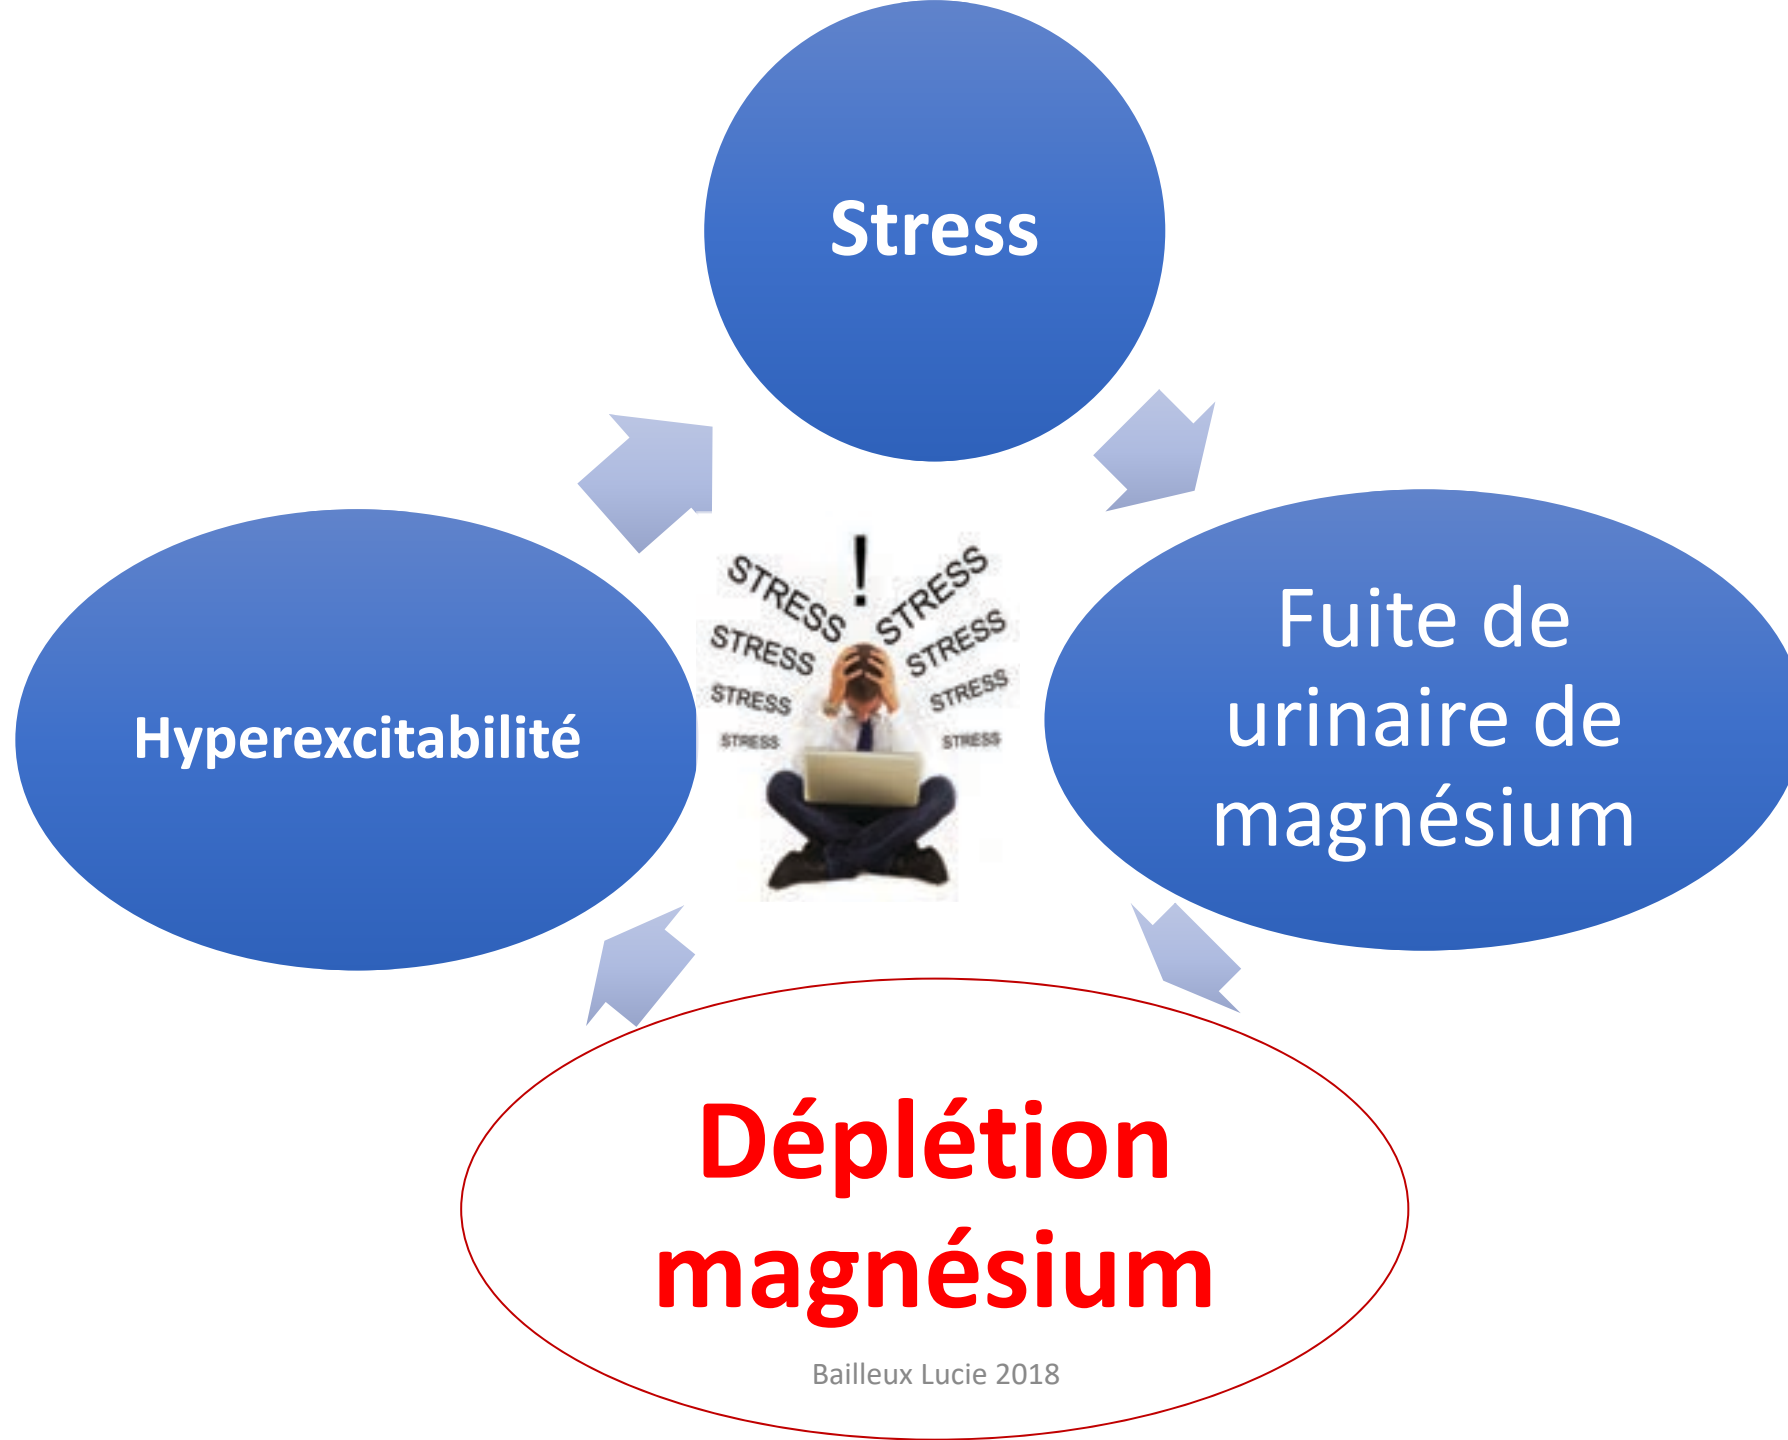 Stress
!
STRESS
STRESS
STRESS
STRESS
STRESS
STRESS
STRESS
STRESS
Hyperexcitabilité
Fuite de
urinaire de
magnésium
Déplétion
magnésium
Bailleux Lucie 2018